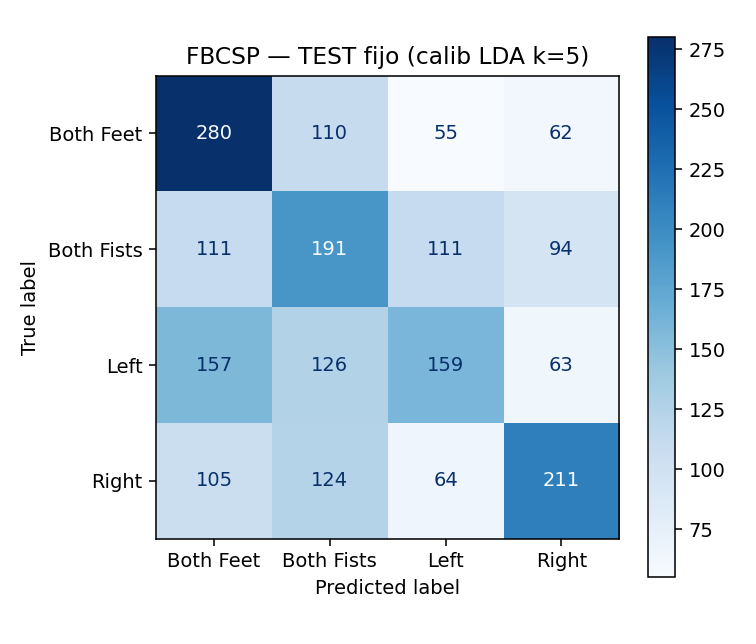 FBCSP — TEST fijo (calib LDA k=5)
True label
Both Feet 280 110 55 62
Both Fists 111 191 111 94
Left 157 126 159 63
Right 105 124 64 211
Both Feet Both Fists Left Right
Predicted label
275
250
225
200
175
150
125
100
75